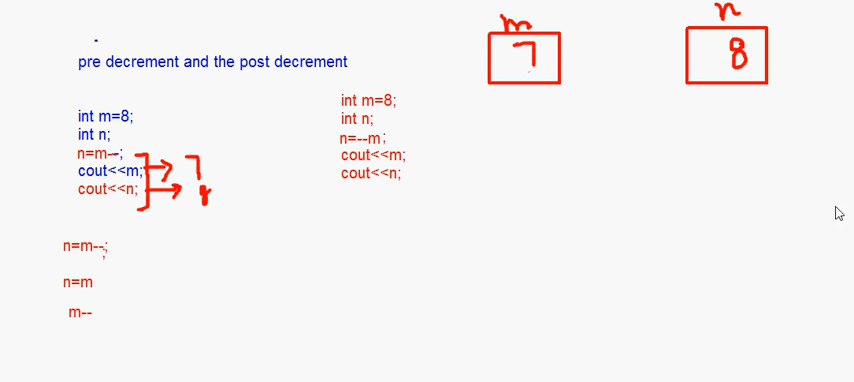 m
n
7
8
pre decrement and the post decrement
int m=8;
int n;
n=m--;
cout<<m;
cout<<n;
7
8
int m=8;
int n;
n=--m;
cout<<m;
cout<<n;
n=m--;
;
n=m
m--